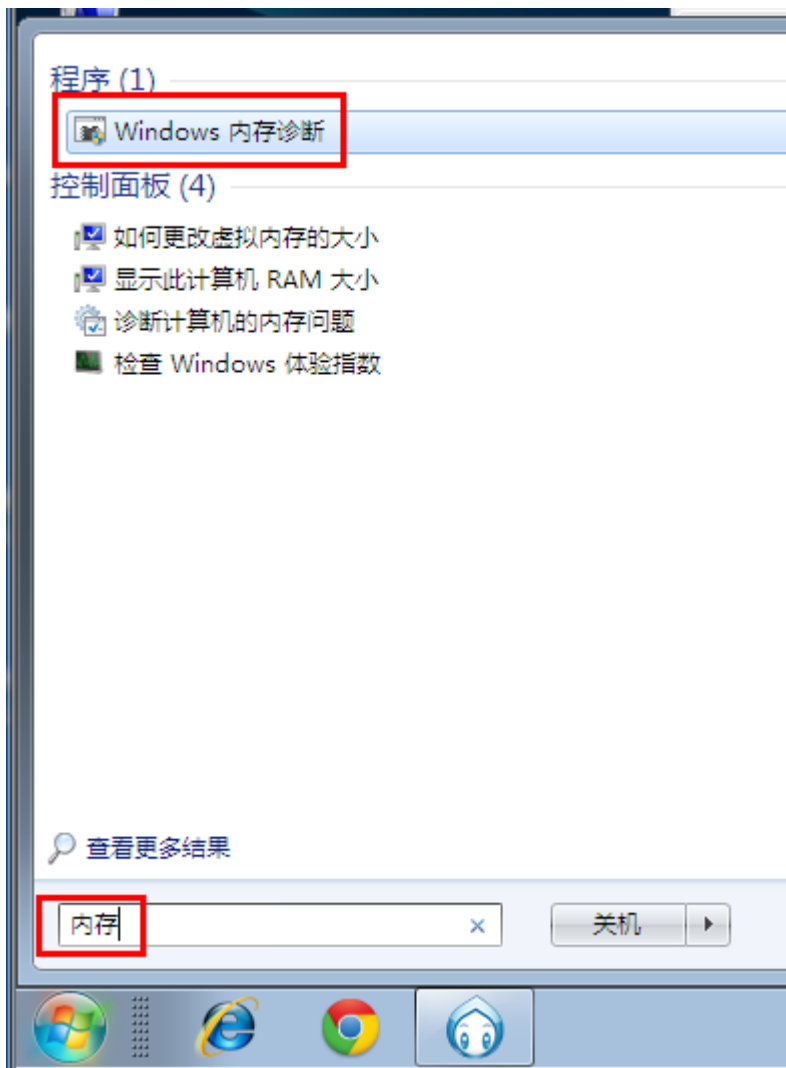 程序 (1)
Windows 内存诊断
控制面板 (4)
如何更改虚拟内存的大小
显示此计算机 RAM 大小
诊断计算机的内存问题
检查 Windows 体验指数
查看更多结果
内存
关机